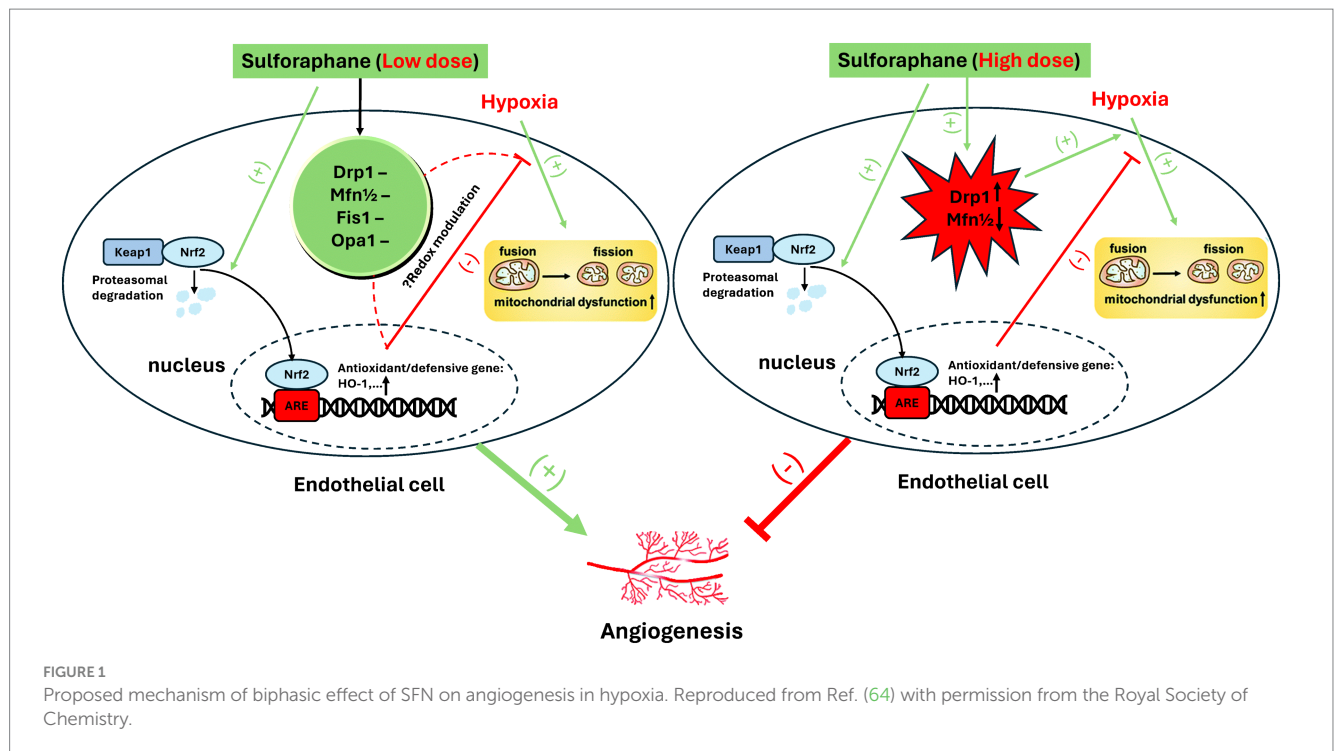 Sulforaphane (Low dose)
Hypoxia
(+)
(+)
Drp1 –
Mfn½ –
Fis1 –
Opa1 –
?Redox modulation
(-)
Keap1
Nrf2
Proteasomal
degradation
fusion
fission
mitochondrial dysfunction↑
nucleus
Nrf2
ARE
Antioxidant/defensive gene:
HO-1,...↑
Endothelial cell
(+)
Sulforaphane (High dose)
Hypoxia
(+)
(+)
(+)
(+)
Drp1↑
Mfn½↓
(-)
Keap1
Nrf2
Proteasomal
degradation
fusion
fission
mitochondrial dysfunction↑
nucleus
Nrf2
ARE
Antioxidant/defensive gene:
HO-1,...↑
Endothelial cell
(-)
Angiogenesis
FIGURE 1
Proposed mechanism of biphasic effect of SFN on angiogenesis in hypoxia. Reproduced from Ref. (64) with permission from the Royal Society of
Chemistry.